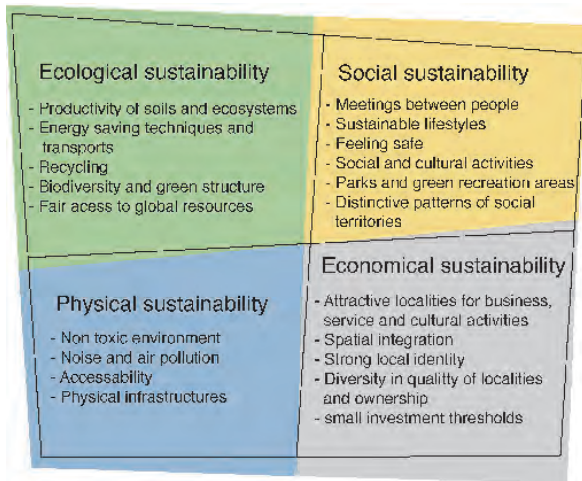 Ecological sustainability
- Productivity of soils and ecosystems
- Energy saving techniques and
transports
- Recycling
- Biodiversity and green structure
- Fair acess to global resources
Social sustainability
- Meetings between people
- Sustainable lifestyles
- Feeling safe
- Social and cultural activities
- Parks and green recreation areas
- Distinctive patterns of social
territories
Physical sustainability
- Non toxic environment
- Noise and air pollution
- Accessability
- Physical infrastructures
Economical sustainability
- Attractive localities for business,
service and cultural activities
- Spatial integration
- Strong local identity
- Diversity in qualitty of localities
and ownership
- small investment thresholds